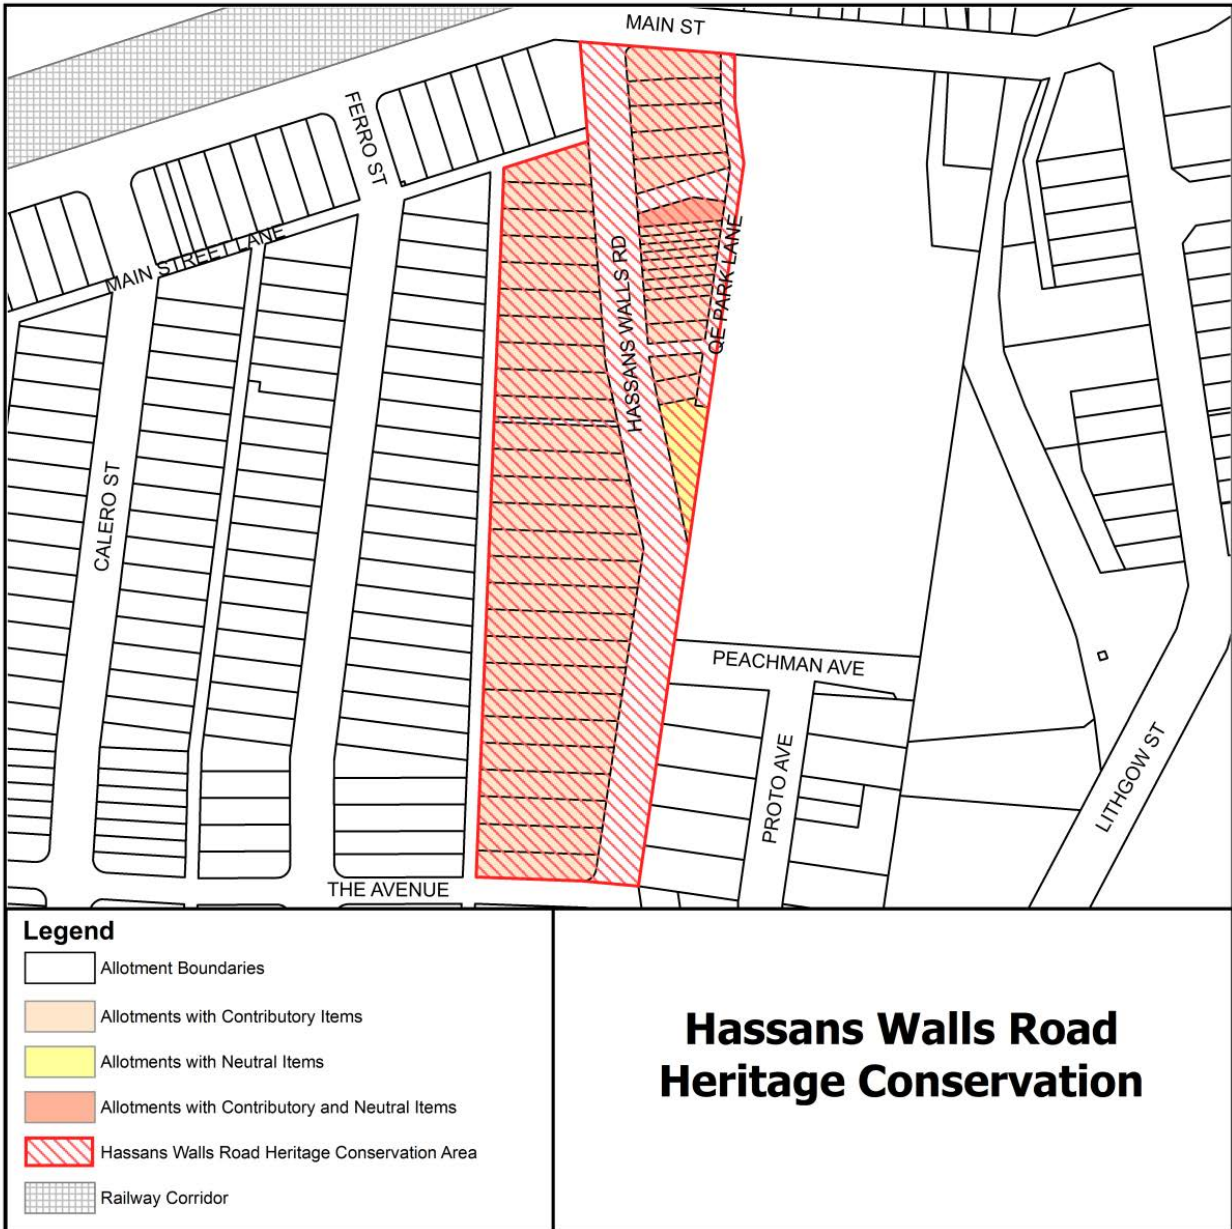 MAIN ST
FERRO ST
MAIN STREET LANE
HASSANS WALLS RD
QE PARK LANE
CALERO ST
PEACHMAN AVE
PROTO AVE
LITHGOW ST
THE AVENUE
Legend
Allotment Boundaries
Allotments with Contributory Items
Allotments with Neutral Items
Allotments with Contributory and Neutral Items
Hassans Walls Road Heritage Conservation Area
Railway Corridor
Hassans Walls Road
Heritage Conservation